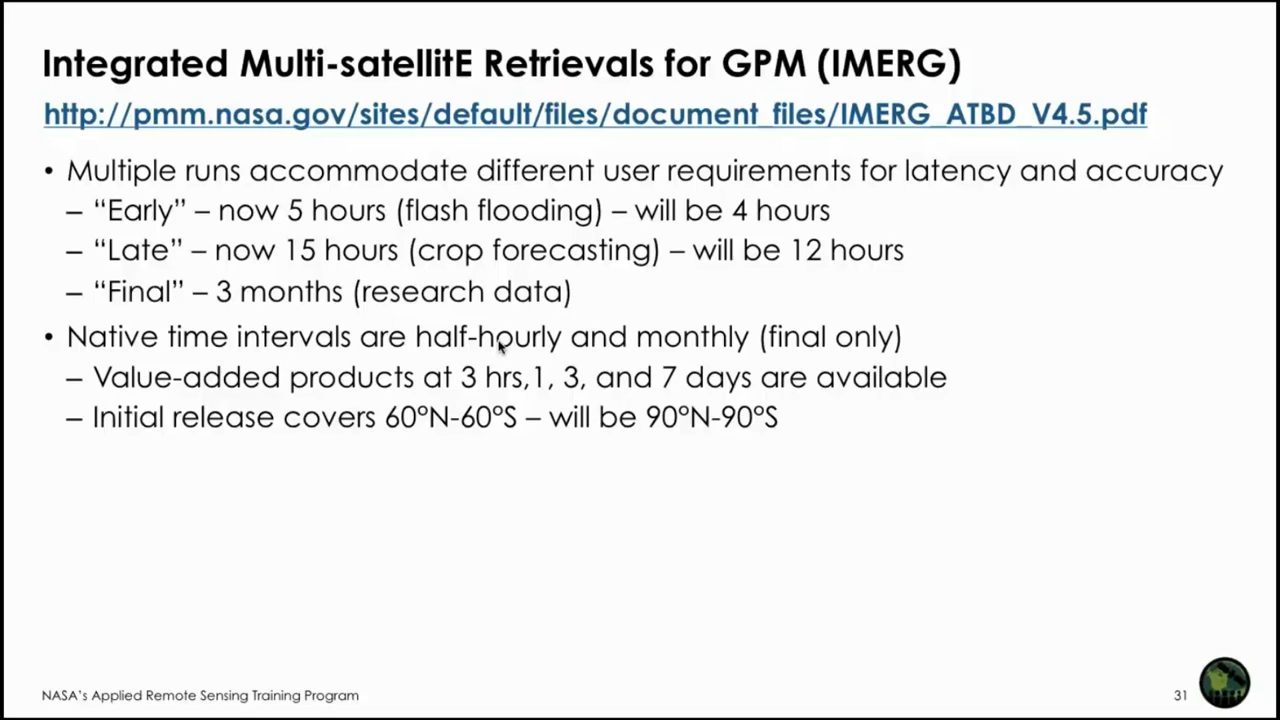 Integrated Multi-satellitE Retrievals for GPM (IMERG)
http://pmm.nasa.gov/sites/default/files/document_files/IMERG_ATBD_V4.5.pdf
• Multiple runs accommodate different user requirements for latency and accuracy
– “Early” – now 5 hours (flash flooding) – will be 4 hours
– “Late” – now 15 hours (crop forecasting) – will be 12 hours
– “Final” – 3 months (research data)
• Native time intervals are half-hourly and monthly (final only)
– Value-added products at 3 hrs,1, 3, and 7 days are available
– Initial release covers 60°N-60°S – will be 90°N-90°S
NASA’s Applied Remote Sensing Training Program
31